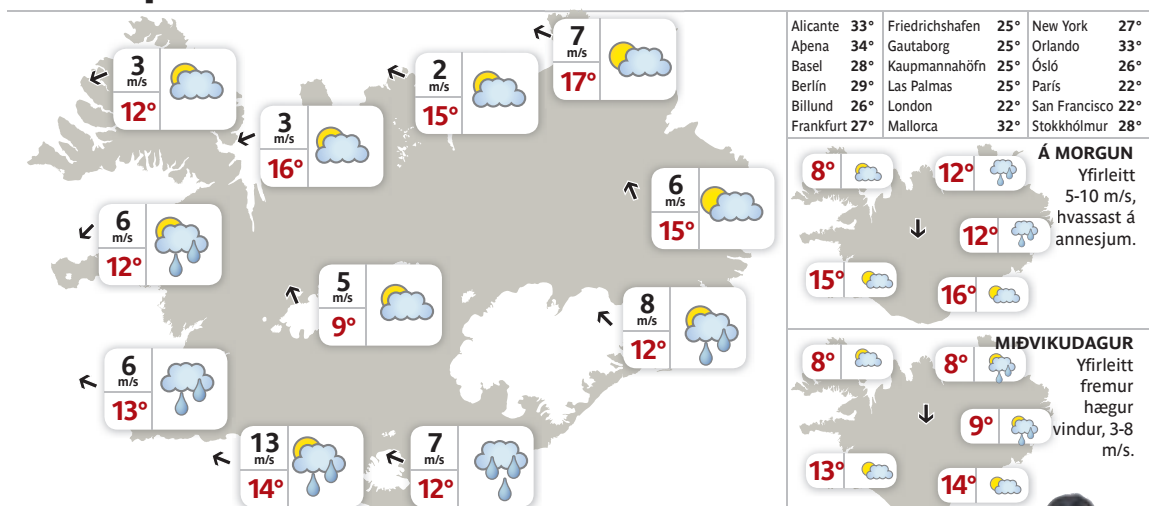 3
m/s
12°
3
m/s
16°
2
m/s
15°
7
m/s
17°
6
m/s
15°
6
m/s
12°
5
m/s
9°
8
m/s
12°
6
m/s
13°
13
m/s
14°
7
m/s
12°
Alicante 33°
Aþena 34°
Basel 28°
Berlín 29°
Billund 26°
Frankfurt 27°
Friedrichshafen 25°
Gautaborg 25°
Kaupmannahöfn 25°
Las Palmas 25°
London 22°
Mallorca 32°
New York 27°
Orlando 33°
Ósló 26°
París 22°
San Francisco 22°
Stokkhólmur 28°
Á MORGUN
Yfirleitt
5-10 m/s,
hvassast á
annesjum.
8°
12°
12°
15°
16°
MIÐVIKUDAGUR
Yfirleitt
fremur
hægur
vindur, 3-8
m/s.
8°
8°
9°
13°
14°